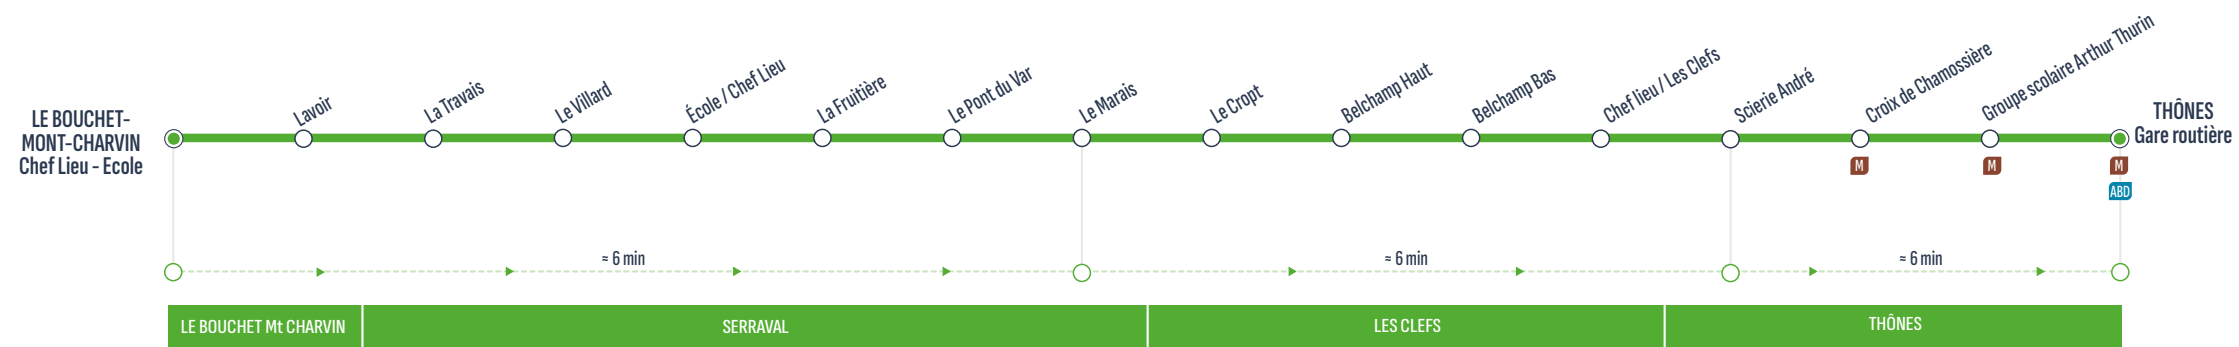 LE BOUCHET-
MONT-CHARVIN
Chef Lieu - Ecole
Lavoir
La Travais
Le Villard
École / Chef Lieu
La Fruitière
Le Pont du Var
Le Marais
Le Cropt
Belchamp Haut
Belchamp Bas
Chef lieu / Les Clefs
Scierie André
Croix de Chamossière
Groupe scolaire Arthur Thurin
THÔNES
Gare routière
M
M
M
ABD
≈ 6 min
≈ 6 min
≈ 6 min
LE BOUCHET Mt CHARVIN
SERRAVAL
LES CLEFS
THÔNES